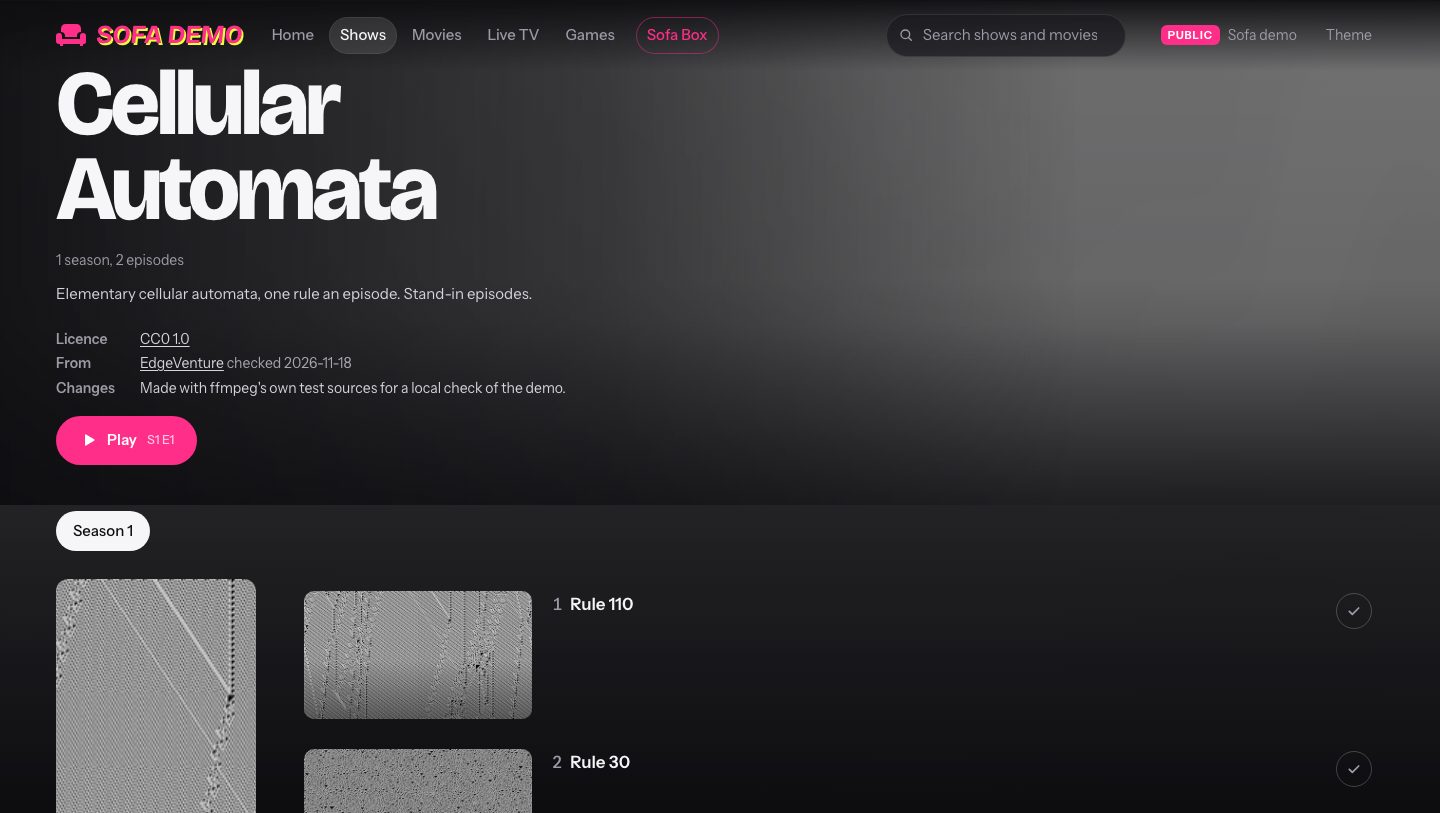 SOFA DEMO
Home
Shows
Movies
Live TV
Games
Sofa Box
Search shows and movies
PUBLIC Sofa demo
Theme
Cellular
Automata
1 season, 2 episodes
Elementary cellular automata, one rule an episode. Stand-in episodes.
Licence CC0 1.0
From EdgeVenture checked 2026-11-18
Changes Made with ffmpeg's own test sources for a local check of the demo.
Play S1 E1
Season 1
1 Rule 110
2 Rule 30